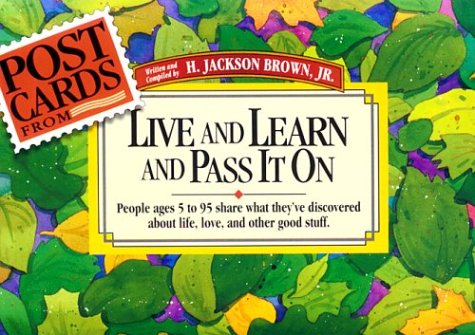 POST
CARDS
FROM
Written and
Compiled by
H. JACKSON BROWN, JR.
LIVE AND LEARN
AND PASS IT ON
People ages 5 to 95 share what they've discovered
about life, love, and other good stuff.